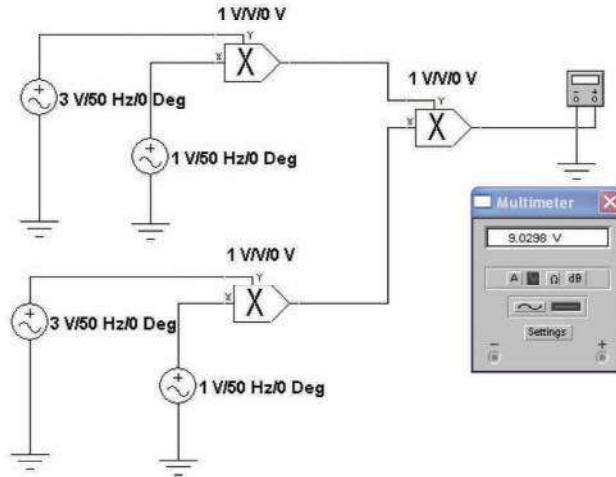 1 V/V/0 V
Y
X
X
3 V/50 Hz/0 Deg
1 V/50 Hz/0 Deg
1 V/V/0 V
Y
X
X
Multimeter
9.0298 V
A V Ω dB
Settings
− +
1 V/V/0 V
Y
X
X
3 V/50 Hz/0 Deg
1 V/50 Hz/0 Deg